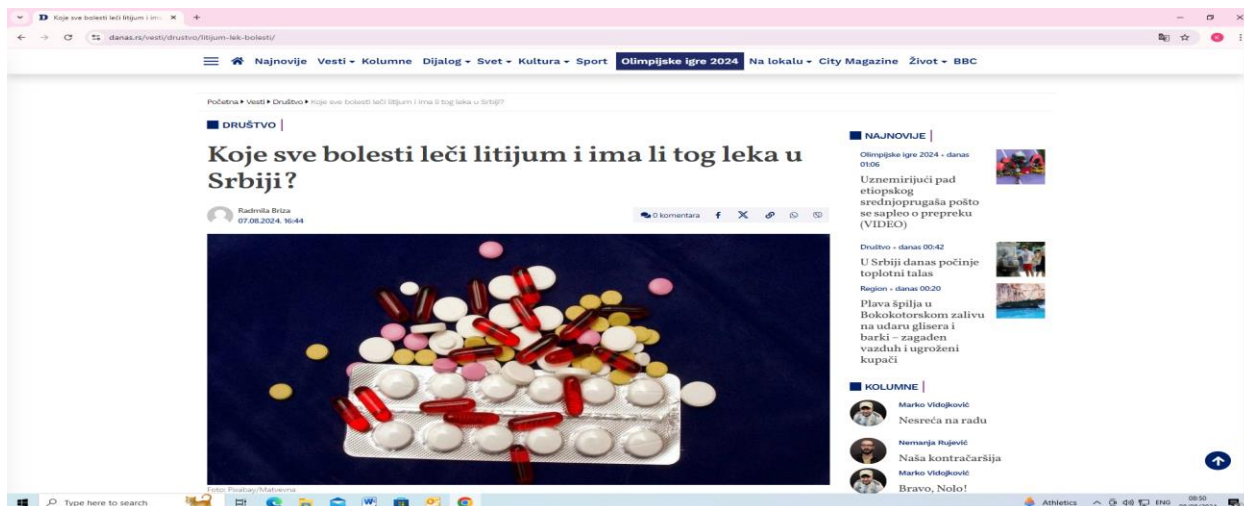 D Koje sve bolesti leči litijum i im
danas.rs/vesti/drustvo/litijum-lek-bolesti/
Najnovije Vesti Kolumne Dijalog Svet Kultura Sport Olimpijske igre 2024 Na lokalu City Magazine Život BBC
Početna Vesti Društvo Koje sve bolesti leči litijum i ima li tog leka u Srbiji?
DRUŠTVO
Koje sve bolesti leči litijum i ima li tog leka u
Srbiji?
Radmila Briza
07.08.2024. 16:44
0 komentara
Foto: Pixabay/Matvevna
NAJNOVIJE
Olimpijske igre 2024 - danas
01:06
Uznemirijući pad
etiopskog
srednjoprugaša pošto
se sapleo o prepreku
(VIDEO)
Društvo - danas 00:42
U Srbiji danas počinje
toplotni talas
Region - danas 00:20
Plava špilja u
Bokokotorskom zalivu
na udaru glisera i
barki – zagađen
vazduh i ugroženi
kupači
KOLUMNE
Marko Vidojković
Nesreća na radu
Nemanja Rujević
Naša kontračaršija
Marko Vidojković
Bravo, Nolo!
Type here to search
Athletics ENG 08:50